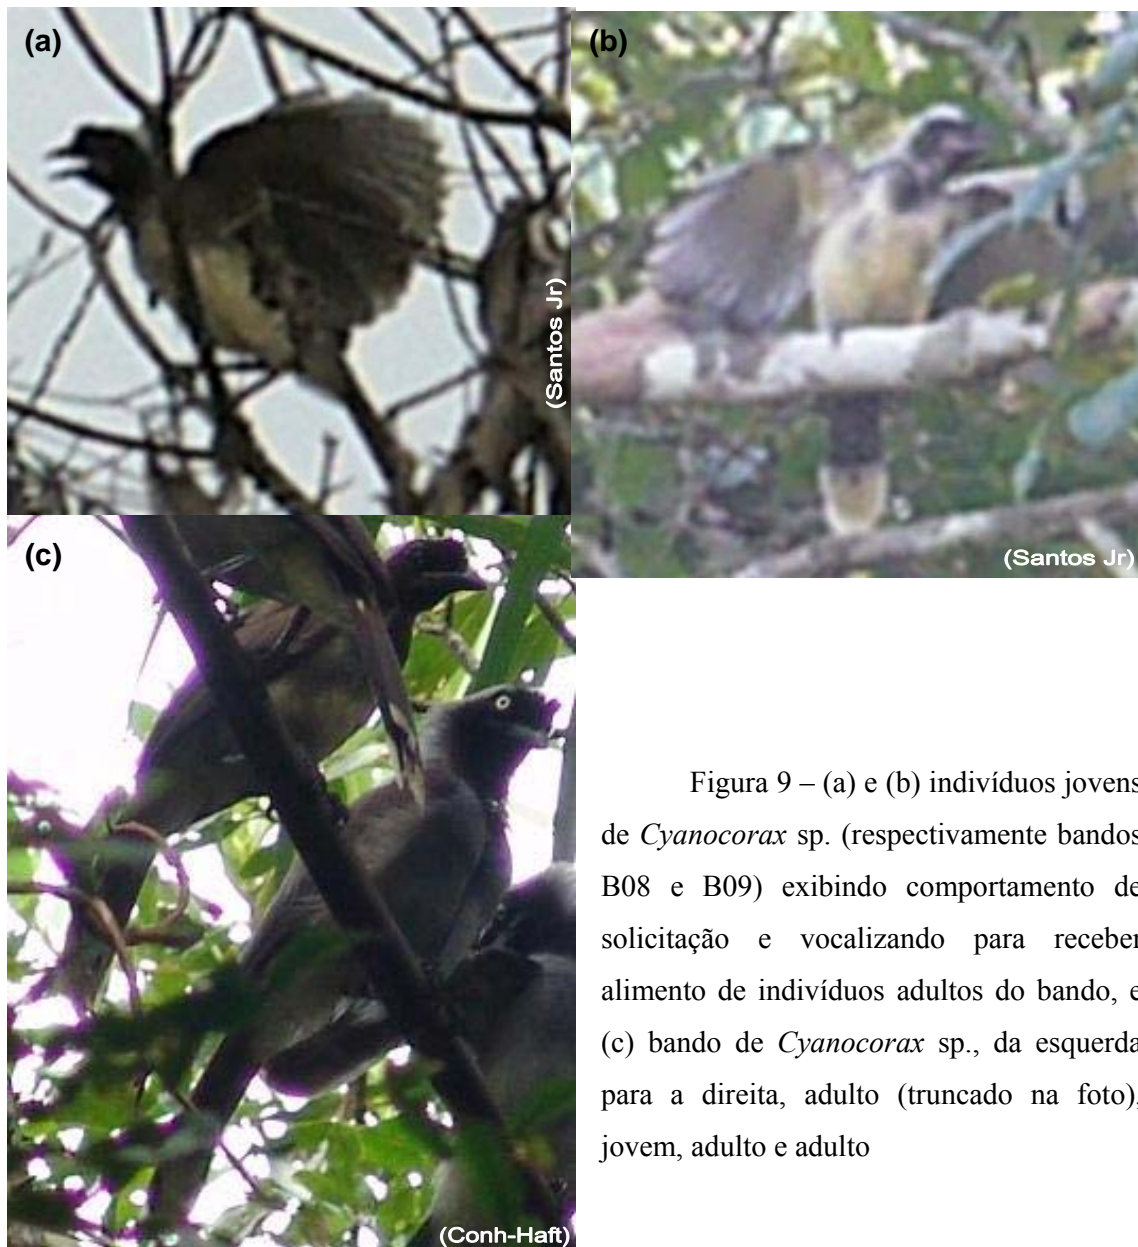 (a)
(Santos Jr)
(b)
(Santos Jr)
(c)
(Conh-Haft)
Figura 9 – (a) e (b) indivíduos jovens
de Cyanocorax sp. (respectivamente bandos
B08 e B09) exibindo comportamento de
solicitação e vocalizando para receber
alimento de indivíduos adultos do bando, e
(c) bando de Cyanocorax sp., da esquerda
para a direita, adulto (truncado na foto),
jovem, adulto e adulto